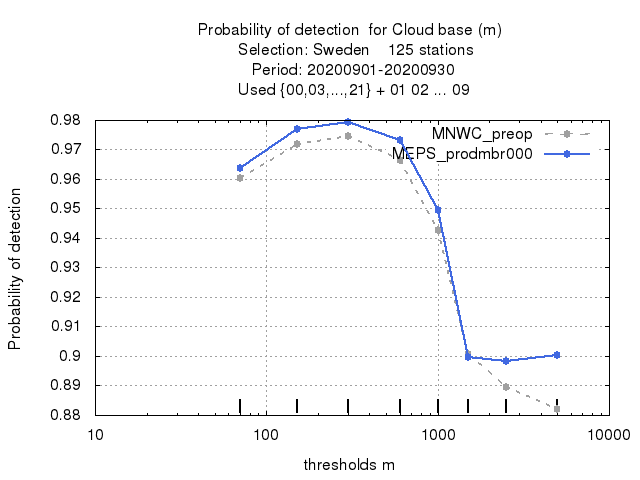 Probability of detection  for Cloud base (m)
Selection: Sweden    125 stations
Period: 20200901-20200930
Used {00,03,...,21} + 01 02 ... 09
MNWC_preop
MEPS_prodmbr000
Probability of detection
0.98
0.97
0.96
0.95
0.94
0.93
0.92
0.91
0.9
0.89
0.88
10
100
1000
10000
thresholds m